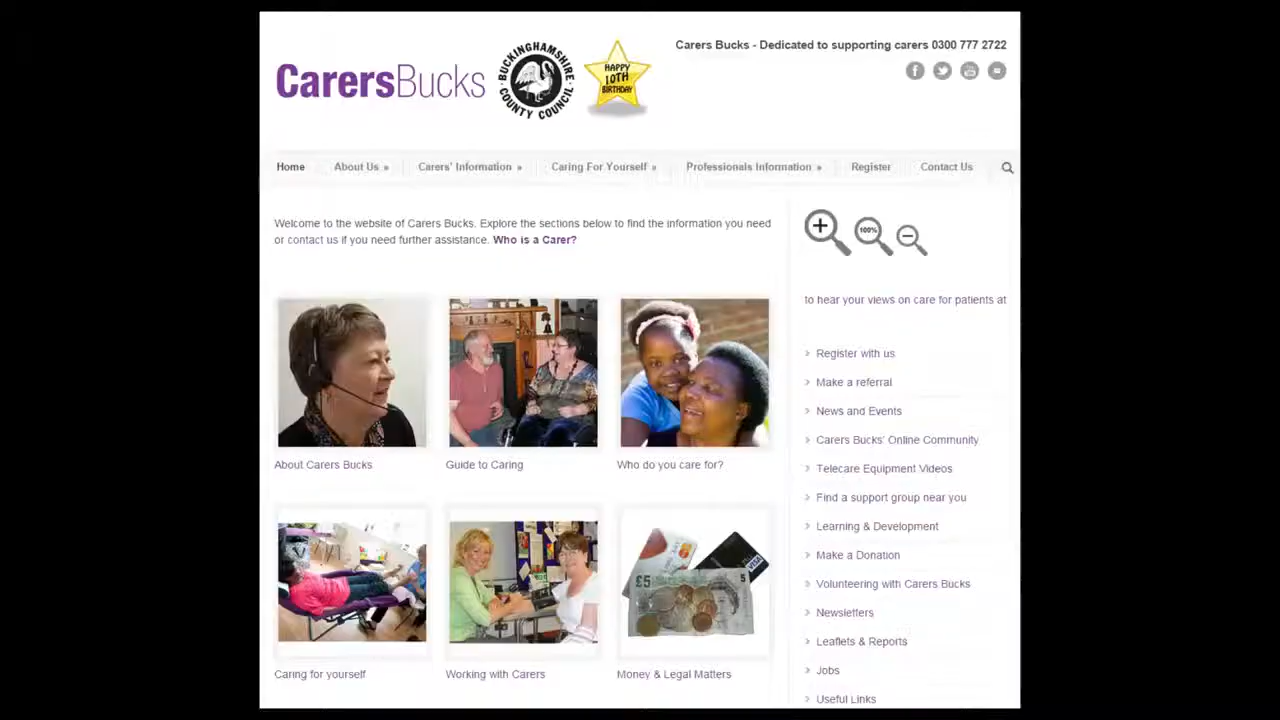 CarersBucks
BUCKINGHAMSHIRE
COUNTY COUNCIL
HAPPY
10TH
BIRTHDAY
Carers Bucks - Dedicated to supporting carers 0300 777 2722
Home About Us » Carers' Information » Caring For Yourself » Professionals Information » Register Contact Us
Welcome to the website of Carers Bucks. Explore the sections below to find the information you need
or contact us if you need further assistance. Who is a Carer?
100%
to hear your views on care for patients at
About Carers Bucks
Guide to Caring
Who do you care for?
£5
5
VISA
Caring for yourself
Working with Carers
Money & Legal Matters
Register with us
Make a referral
News and Events
Carers Bucks' Online Community
Telecare Equipment Videos
Find a support group near you
Learning & Development
Make a Donation
Volunteering with Carers Bucks
Newsletters
Leaflets & Reports
Jobs
Useful Links